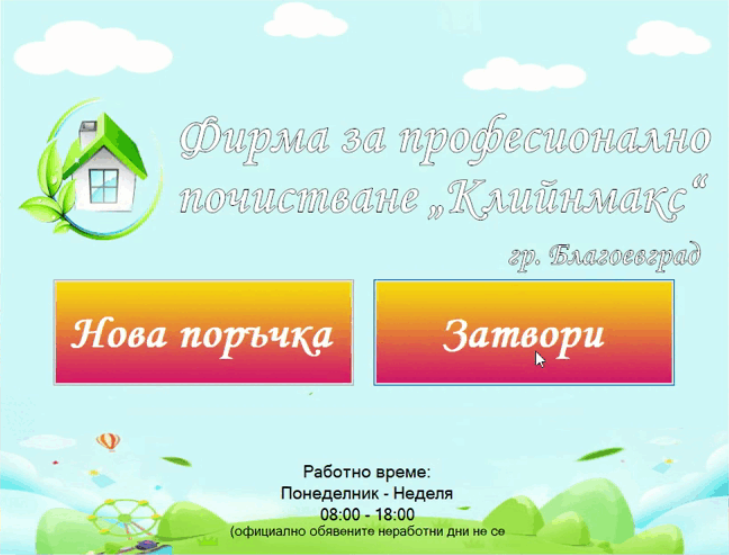 Фирма за професионално
почистване „Клийнмакс“
гр. Благоевград
Нова поръчка
Затвори
Работно време:
Понеделник - Неделя
08:00 - 18:00
(официално обявените неработни дни не се